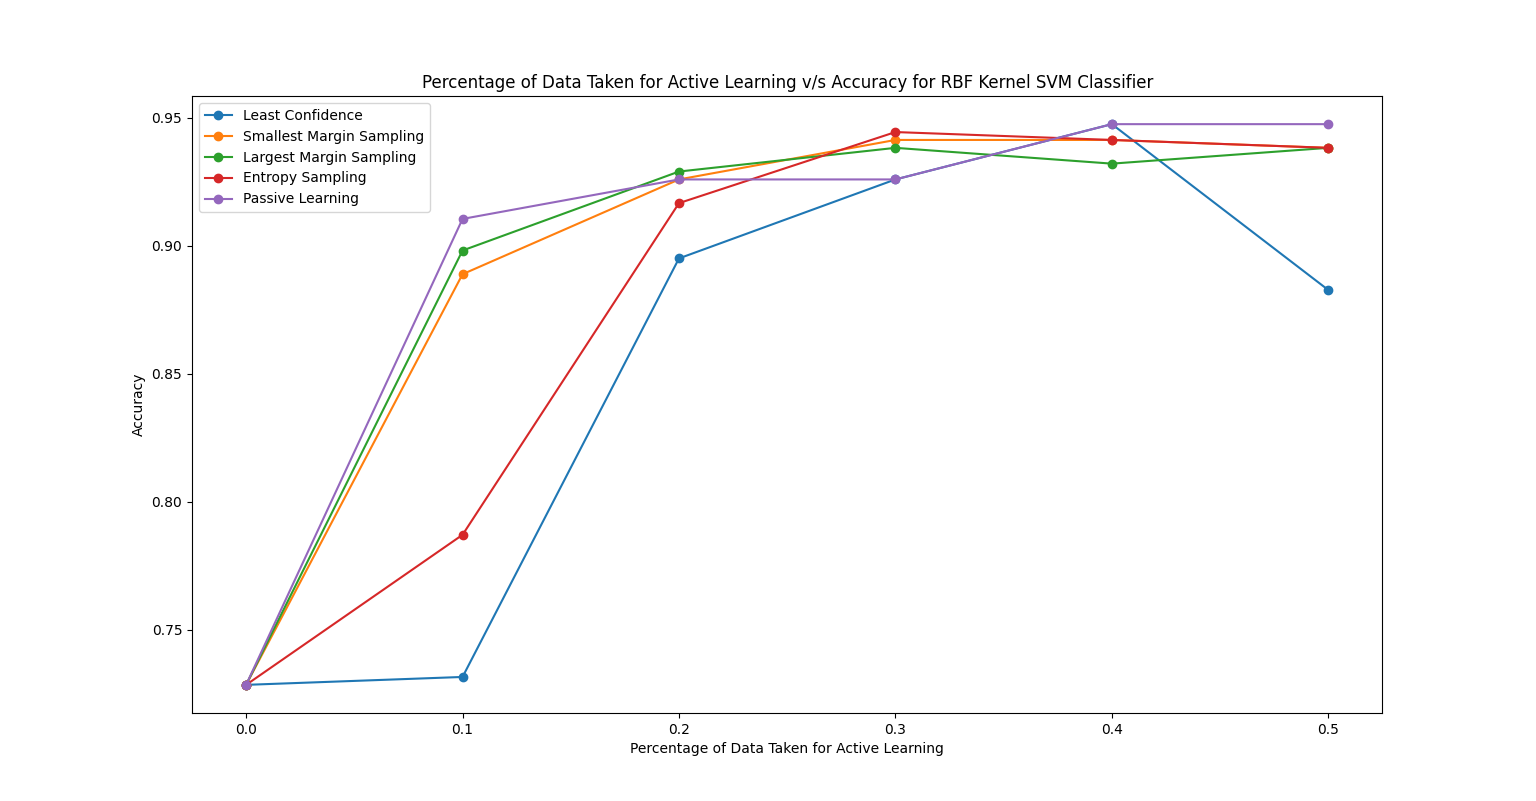 Percentage of Data Taken for Active Learning v/s Accuracy for RBF Kernel SVM Classifier
Least Confidence
Smallest Margin Sampling
Largest Margin Sampling
Entropy Sampling
Passive Learning
0.95
0.90
0.85
0.80
0.75
Accuracy
0.0 0.1 0.2 0.3 0.4 0.5
Percentage of Data Taken for Active Learning